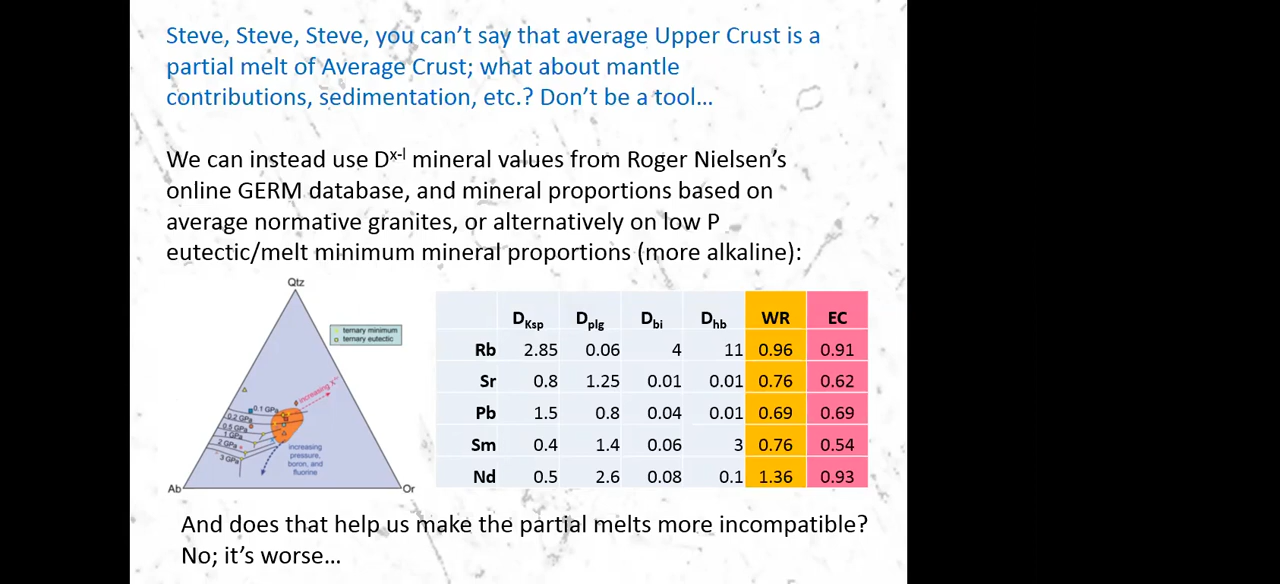 Steve, Steve, Steve, you can’t say that average Upper Crust is a
partial melt of Average Crust; what about mantle
contributions, sedimentation, etc.? Don’t be a tool…
We can instead use Dx-l mineral values from Roger Nielsen’s
online GERM database, and mineral proportions based on
average normative granites, or alternatively on low P
eutectic/melt minimum mineral proportions (more alkaline):
Qtz
ternary minimum
ternary eutectic
increasing
0.1 GPa
0.2 GPa
0.5 GPa
1 GPa
2 GPa
3 GPa
increasing
pressure,
boron, and
fluorine
Ab
Or
DKsp Dplg Dbi Dhb WR EC
Rb 2.85 0.06 4 11 0.96 0.91
Sr 0.8 1.25 0.01 0.01 0.76 0.62
Pb 1.5 0.8 0.04 0.01 0.69 0.69
Sm 0.4 1.4 0.06 3 0.76 0.54
Nd 0.5 2.6 0.08 0.1 1.36 0.93
And does that help us make the partial melts more incompatible?
No; it’s worse…